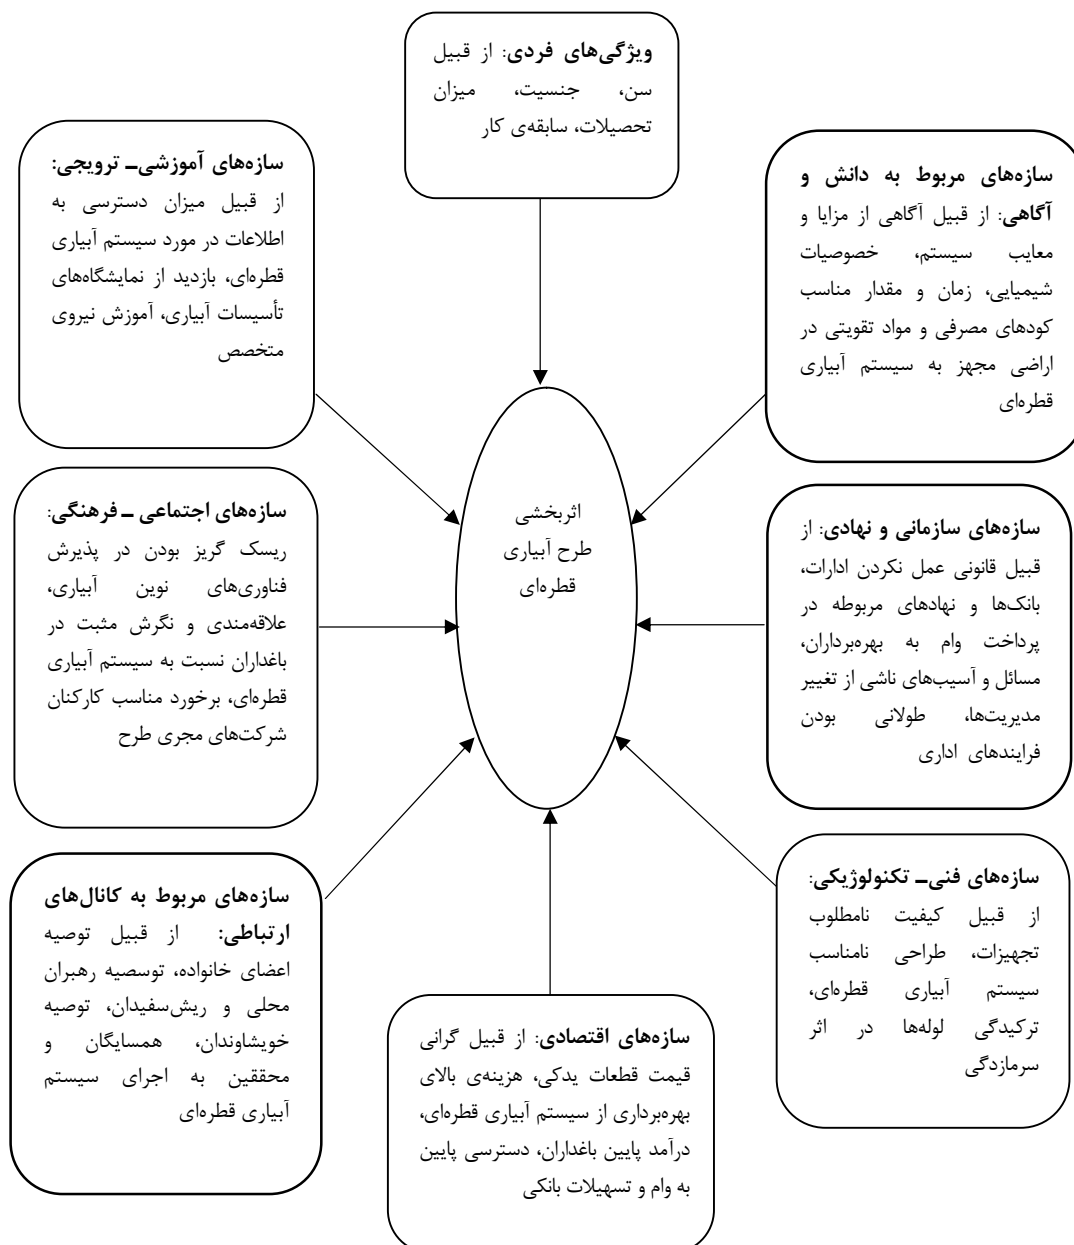 ویژگی‌های فردی: از قبیل
سن، جنسیت، میزان
تحصیلات، سابقه‌ی کار
سازه‌های مربوط به دانش و
آگاهی: از قبیل آگاهی از مزایا و
معایب سیستم، خصوصیات
شیمیایی، زمان و مقدار مناسب
کودهای مصرفی و مواد تقویتی در
اراضی مجهز به سیستم آبیاری
قطره‌ای
سازه‌های آموزشی‌ـ ترویجی:
از قبیل میزان دسترسی به
اطلاعات در مورد سیستم آبیاری
قطره‌ای، بازدید از نمایشگاه‌های
تأسیسات آبیاری، آموزش نیروی
متخصص
اثربخشی
طرح آبیاری
قطره‌ای
سازه‌های سازمانی و نهادی: از
قبیل قانونی عمل نکردن ادارات،
بانک‌ها و نهادهای مربوطه در
پرداخت وام به بهره‌برداران،
مسائل و آسیب‌های ناشی از تغییر
مدیریت‌ها، طولانی بودن
فرایندهای اداری
سازه‌های اجتماعی ـ فرهنگی:
ریسک گریز بودن در پذیرش
فناوری‌های نوین آبیاری،
علاقه‌مندی و نگرش مثبت در
باغداران نسبت به سیستم آبیاری
قطره‌ای، برخورد مناسب کارکنان
شرکت‌های مجری طرح
سازه‌های فنی‌ـ تکنولوژیکی:
از قبیل کیفیت نامطلوب
تجهیزات، طراحی نامناسب
سیستم آبیاری قطره‌ای،
ترکیدگی لوله‌ها در اثر
سرمازدگی
سازه‌های مربوط به کانال‌های
ارتباطی: از قبیل توصیه
اعضای خانواده، توسصیه رهبران
محلی و ریش‌سفیدان، توصیه
خویشاوندان، همسایگان و
محققین به اجرای سیستم
آبیاری قطره‌ای
سازه‌های اقتصادی: از قبیل گرانی
قیمت قطعات یدکی، هزینه‌ی بالای
بهره‌برداری از سیستم آبیاری قطره‌ای،
درآمد پایین باغداران، دسترسی پایین
به وام و تسهیلات بانکی